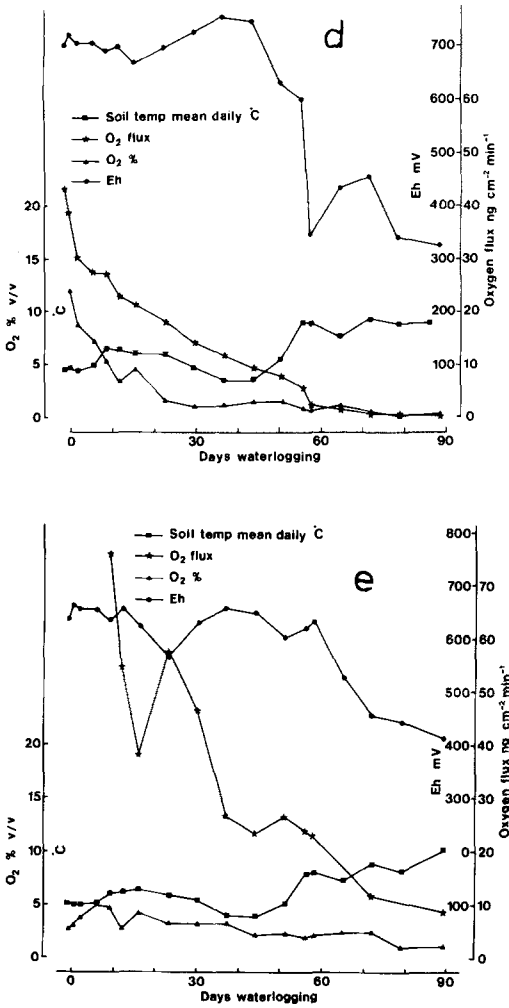 d
Soil temp mean daily °C
O2 flux
O2 %
Eh
20
15
10
5
0
O2 % v/v
°C
700
600 60
500 50
400 40
300 30
200 20
100 10
0
Eh mV
Oxygen flux ng cm-2 min-1
0 30 60 90
Days waterlogging
e
Soil temp mean daily °C
O2 flux
O2 %
Eh
20
15
10
5
0
O2 % v/v
°C
800
700 70
600 60
500 50
400 40
300 30
0 20
100 10
0
Eh mV
Oxygen flux ng cm-2 min-1
0 30 60 90
Days waterlogging